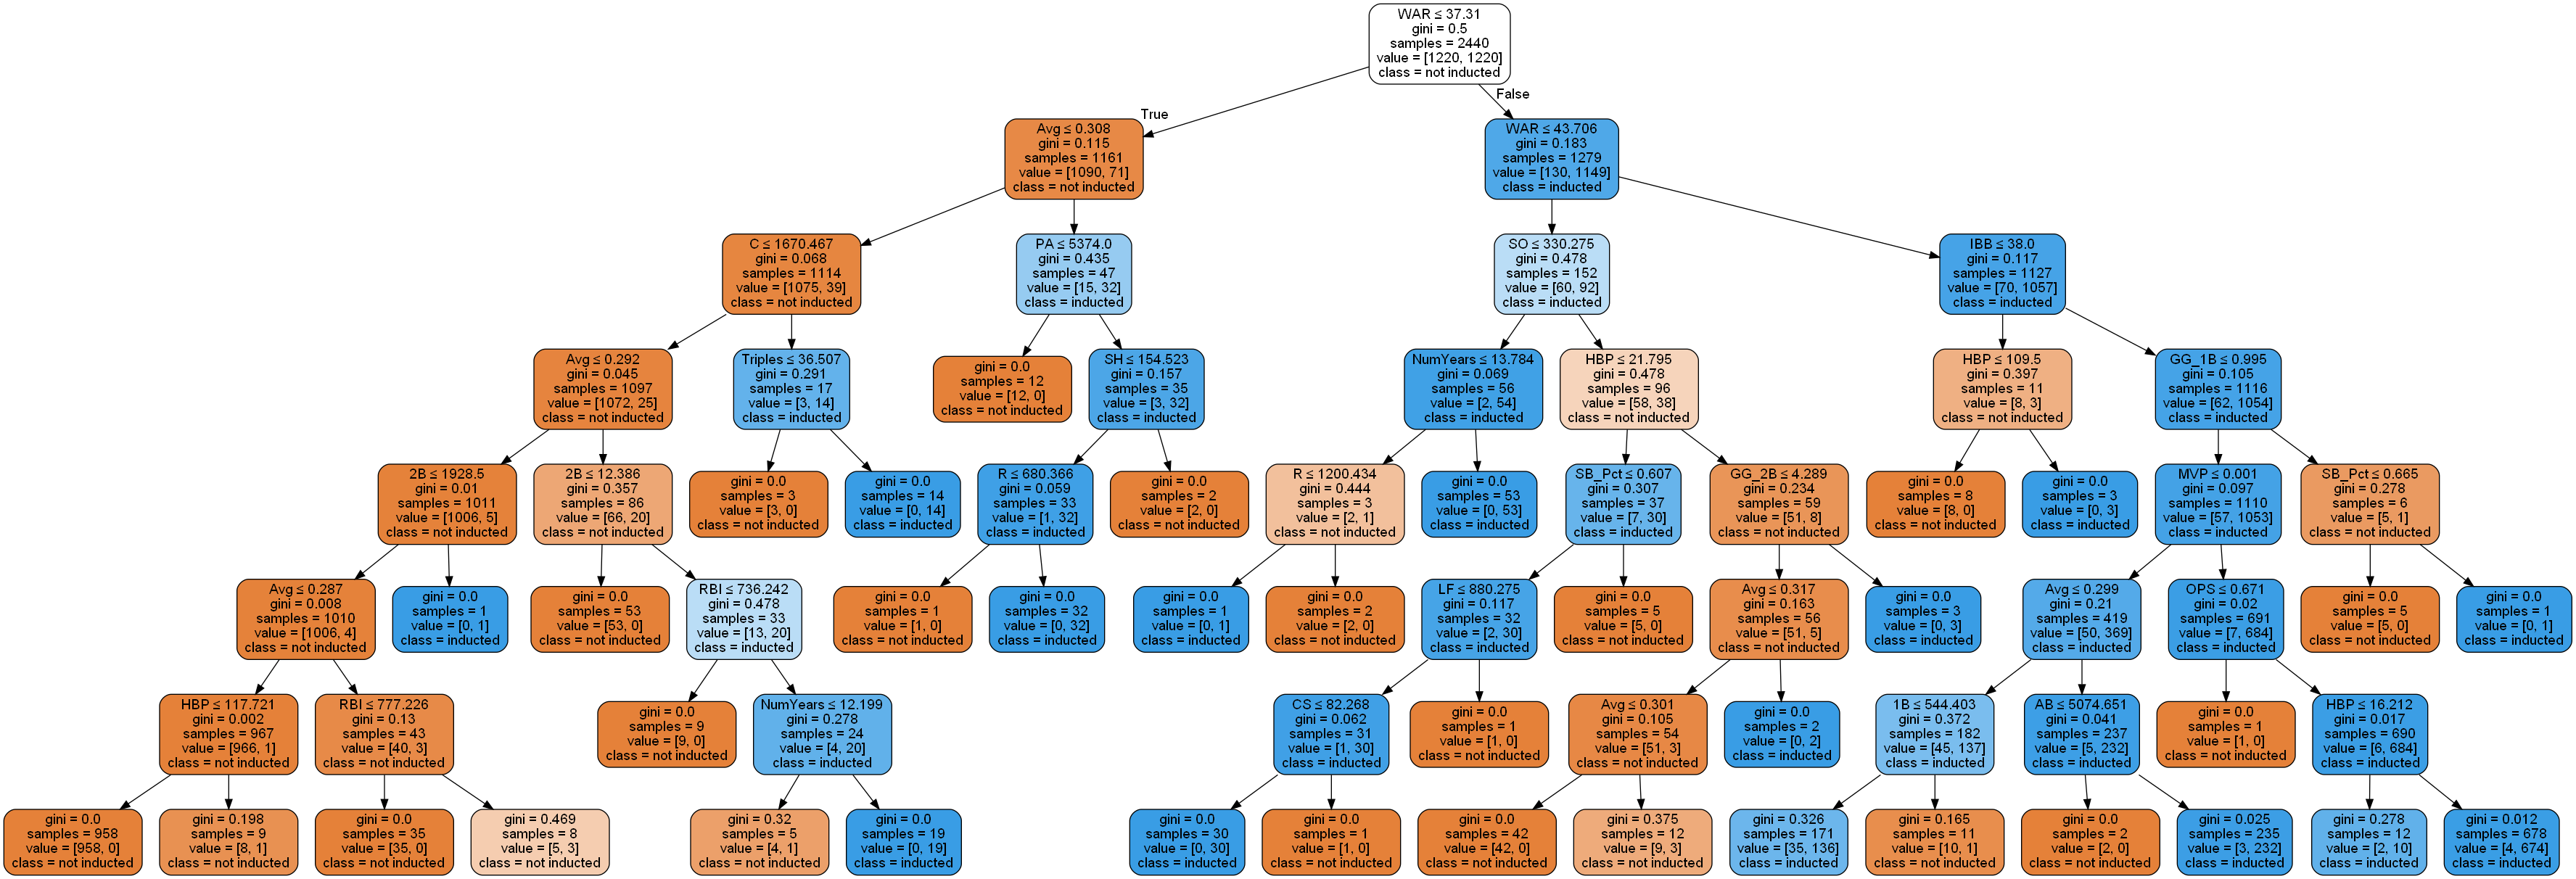 WAR ≤ 37.31
gini = 0.5
samples = 2440
value = [1220, 1220]
class = not inducted
True
False
Avg ≤ 0.308
gini = 0.115
samples = 1161
value = [1090, 71]
class = not inducted
WAR ≤ 43.706
gini = 0.183
samples = 1279
value = [130, 1149]
class = inducted
C ≤ 1670.467
gini = 0.068
samples = 1114
value = [1075, 39]
class = not inducted
PA ≤ 5374.0
gini = 0.435
samples = 47
value = [15, 32]
class = inducted
SO ≤ 330.275
gini = 0.478
samples = 152
value = [60, 92]
class = inducted
IBB ≤ 38.0
gini = 0.117
samples = 1127
value = [70, 1057]
class = inducted
Avg ≤ 0.292
gini = 0.045
samples = 1097
value = [1072, 25]
class = not inducted
Triples ≤ 36.507
gini = 0.291
samples = 17
value = [3, 14]
class = inducted
gini = 0.0
samples = 12
value = [12, 0]
class = not inducted
SH ≤ 154.523
gini = 0.157
samples = 35
value = [3, 32]
class = inducted
NumYears ≤ 13.784
gini = 0.069
samples = 56
value = [2, 54]
class = inducted
HBP ≤ 21.795
gini = 0.478
samples = 96
value = [58, 38]
class = not inducted
HBP ≤ 109.5
gini = 0.397
samples = 11
value = [8, 3]
class = not inducted
GG_1B ≤ 0.995
gini = 0.105
samples = 1116
value = [62, 1054]
class = inducted
2B ≤ 1928.5
gini = 0.01
samples = 1011
value = [1006, 5]
class = not inducted
2B ≤ 12.386
gini = 0.357
samples = 86
value = [66, 20]
class = not inducted
gini = 0.0
samples = 3
value = [3, 0]
class = not inducted
gini = 0.0
samples = 14
value = [0, 14]
class = inducted
R ≤ 680.366
gini = 0.059
samples = 33
value = [1, 32]
class = inducted
gini = 0.0
samples = 2
value = [2, 0]
class = not inducted
R ≤ 1200.434
gini = 0.444
samples = 3
value = [2, 1]
class = not inducted
gini = 0.0
samples = 53
value = [0, 53]
class = inducted
SB_Pct ≤ 0.607
gini = 0.307
samples = 37
value = [7, 30]
class = inducted
GG_2B ≤ 4.289
gini = 0.234
samples = 59
value = [51, 8]
class = not inducted
gini = 0.0
samples = 8
value = [8, 0]
class = not inducted
gini = 0.0
samples = 3
value = [0, 3]
class = inducted
MVP ≤ 0.001
gini = 0.097
samples = 1110
value = [57, 1053]
class = inducted
SB_Pct ≤ 0.665
gini = 0.278
samples = 6
value = [5, 1]
class = not inducted
Avg ≤ 0.287
gini = 0.008
samples = 1010
value = [1006, 4]
class = not inducted
gini = 0.0
samples = 1
value = [0, 1]
class = inducted
gini = 0.0
samples = 53
value = [53, 0]
class = not inducted
RBI ≤ 736.242
gini = 0.478
samples = 33
value = [13, 20]
class = inducted
gini = 0.0
samples = 1
value = [1, 0]
class = not inducted
gini = 0.0
samples = 32
value = [0, 32]
class = inducted
gini = 0.0
samples = 1
value = [0, 1]
class = inducted
gini = 0.0
samples = 2
value = [2, 0]
class = not inducted
LF ≤ 880.275
gini = 0.117
samples = 32
value = [2, 30]
class = inducted
gini = 0.0
samples = 5
value = [5, 0]
class = not inducted
Avg ≤ 0.317
gini = 0.163
samples = 56
value = [51, 5]
class = not inducted
gini = 0.0
samples = 3
value = [0, 3]
class = inducted
Avg ≤ 0.299
gini = 0.21
samples = 419
value = [50, 369]
class = inducted
OPS ≤ 0.671
gini = 0.02
samples = 691
value = [7, 684]
class = inducted
gini = 0.0
samples = 5
value = [5, 0]
class = not inducted
gini = 0.0
samples = 1
value = [0, 1]
class = inducted
HBP ≤ 117.721
gini = 0.002
samples = 967
value = [966, 1]
class = not inducted
RBI ≤ 777.226
gini = 0.13
samples = 43
value = [40, 3]
class = not inducted
gini = 0.0
samples = 9
value = [9, 0]
class = not inducted
NumYears ≤ 12.199
gini = 0.278
samples = 24
value = [4, 20]
class = inducted
CS ≤ 82.268
gini = 0.062
samples = 31
value = [1, 30]
class = inducted
gini = 0.0
samples = 1
value = [1, 0]
class = not inducted
Avg ≤ 0.301
gini = 0.105
samples = 54
value = [51, 3]
class = not inducted
gini = 0.0
samples = 2
value = [0, 2]
class = inducted
1B ≤ 544.403
gini = 0.372
samples = 182
value = [45, 137]
class = inducted
AB ≤ 5074.651
gini = 0.041
samples = 237
value = [5, 232]
class = inducted
gini = 0.0
samples = 1
value = [1, 0]
class = not inducted
HBP ≤ 16.212
gini = 0.017
samples = 690
value = [6, 684]
class = inducted
gini = 0.0
samples = 958
value = [958, 0]
class = not inducted
gini = 0.198
samples = 9
value = [8, 1]
class = not inducted
gini = 0.0
samples = 35
value = [35, 0]
class = not inducted
gini = 0.469
samples = 8
value = [5, 3]
class = not inducted
gini = 0.32
samples = 5
value = [4, 1]
class = not inducted
gini = 0.0
samples = 19
value = [0, 19]
class = inducted
gini = 0.0
samples = 30
value = [0, 30]
class = inducted
gini = 0.0
samples = 1
value = [1, 0]
class = not inducted
gini = 0.0
samples = 42
value = [42, 0]
class = not inducted
gini = 0.375
samples = 12
value = [9, 3]
class = not inducted
gini = 0.326
samples = 171
value = [35, 136]
class = inducted
gini = 0.165
samples = 11
value = [10, 1]
class = not inducted
gini = 0.0
samples = 2
value = [2, 0]
class = not inducted
gini = 0.025
samples = 235
value = [3, 232]
class = inducted
gini = 0.278
samples = 12
value = [2, 10]
class = inducted
gini = 0.012
samples = 678
value = [4, 674]
class = inducted